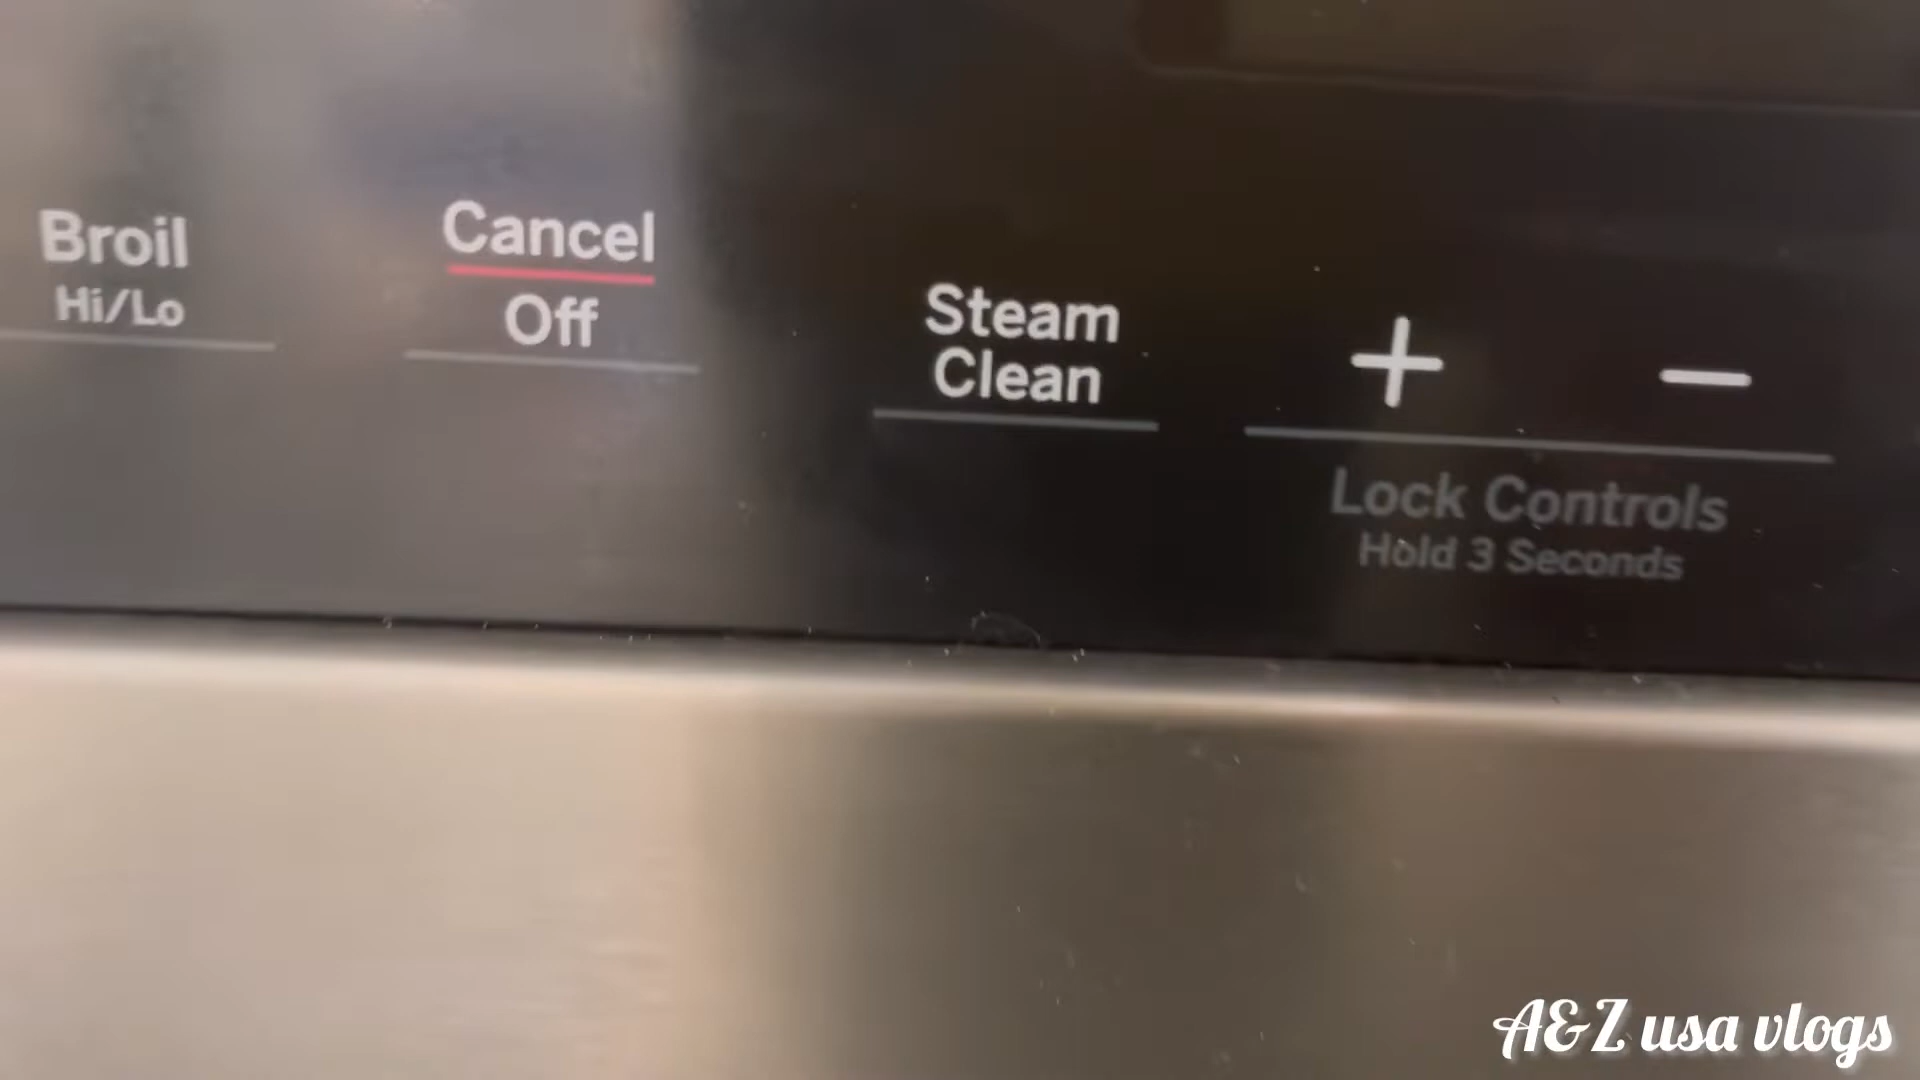 Broil
Hi/Lo
Cancel
Off
Steam
Clean
+ −
Lock Controls
Hold 3 Seconds
A&Z usa vlogs